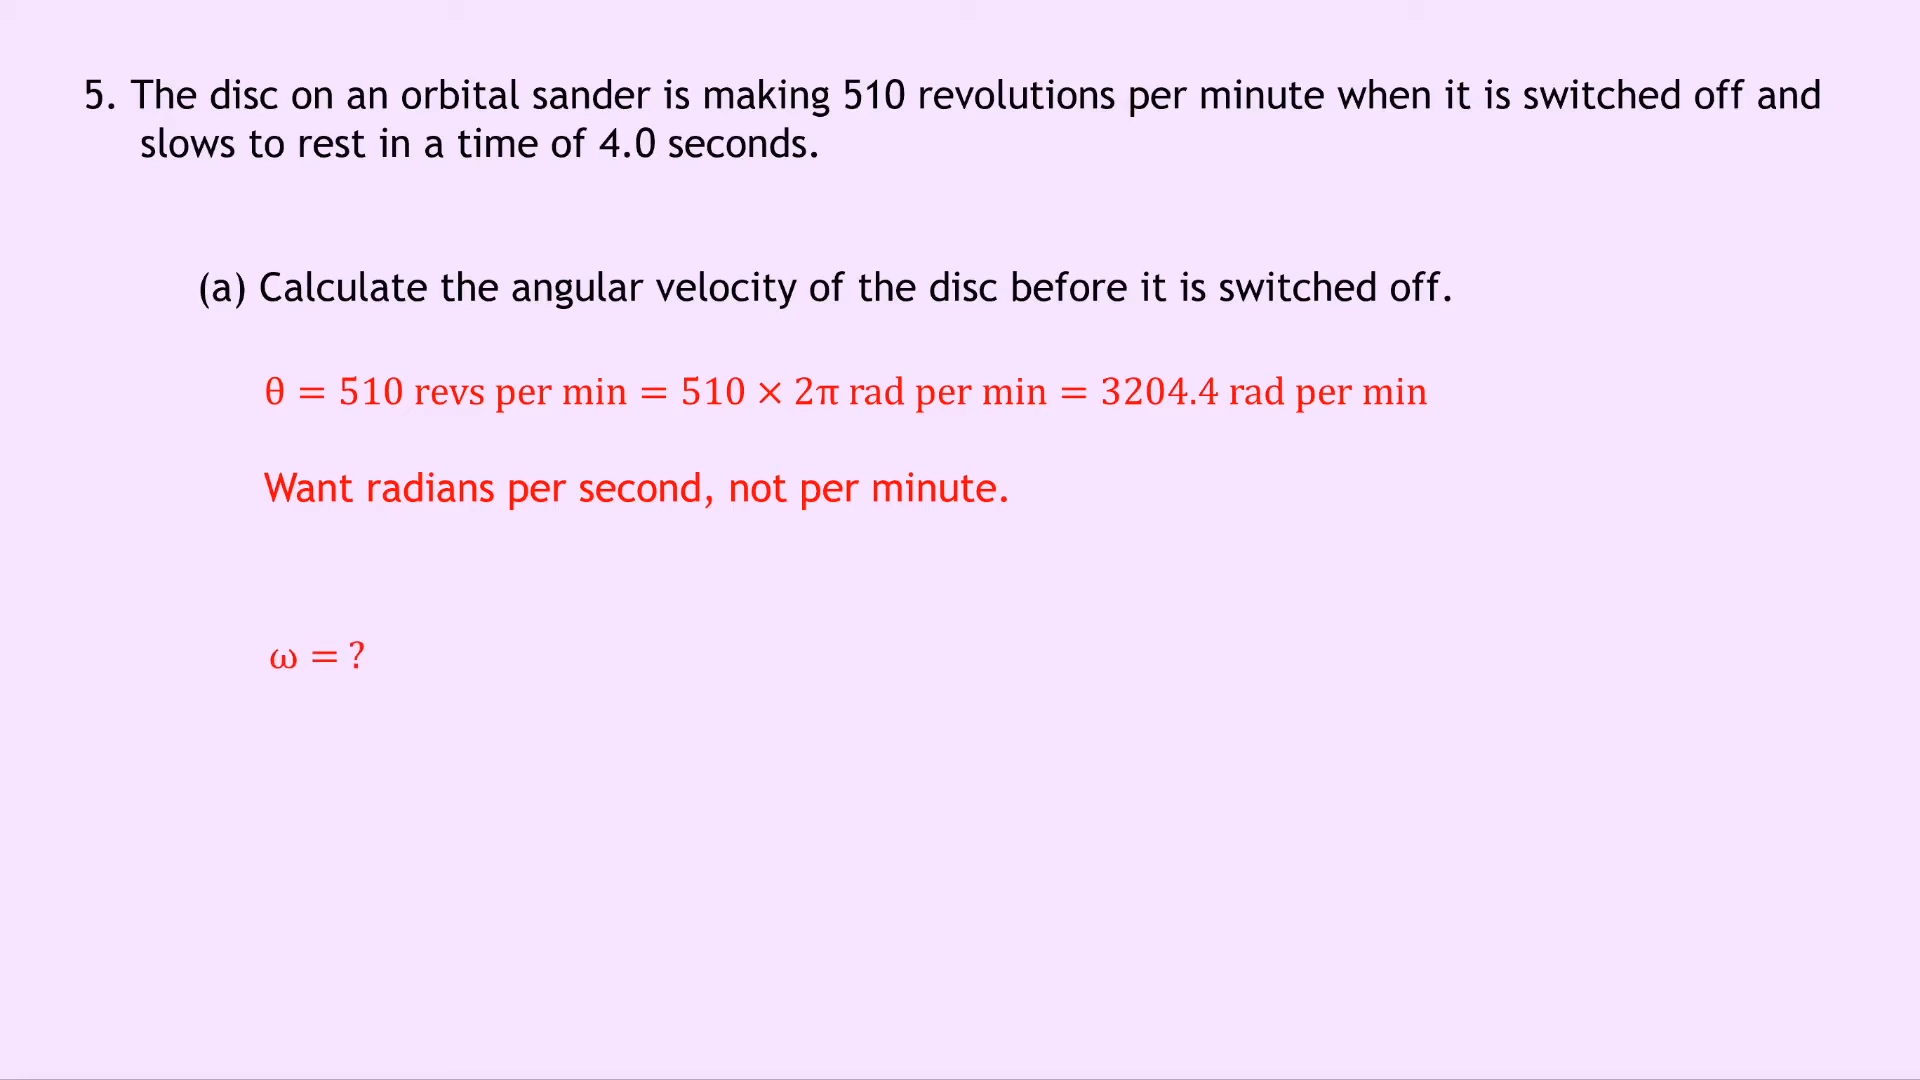 5. The disc on an orbital sander is making 510 revolutions per minute when it is switched off and
slows to rest in a time of 4.0 seconds.
(a) Calculate the angular velocity of the disc before it is switched off.
θ = 510 revs per min = 510 × 2π rad per min = 3204.4 rad per min
Want radians per second, not per minute.
ω = ?